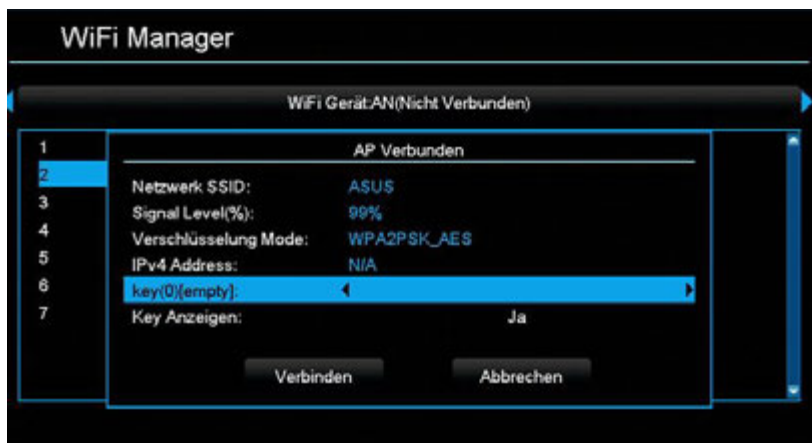 WiFi Manager
WiFi Gerät:AN(Nicht Verbunden)
1
2
3
4
5
6
7
AP Verbunden
Netzwerk SSID: ASUS
Signal Level(%): 99%
Verschlüsselung Mode: WPA2PSK_AES
IPv4 Address: N/A
key(0)[empty]:
Key Anzeigen: Ja
Verbinden Abbrechen